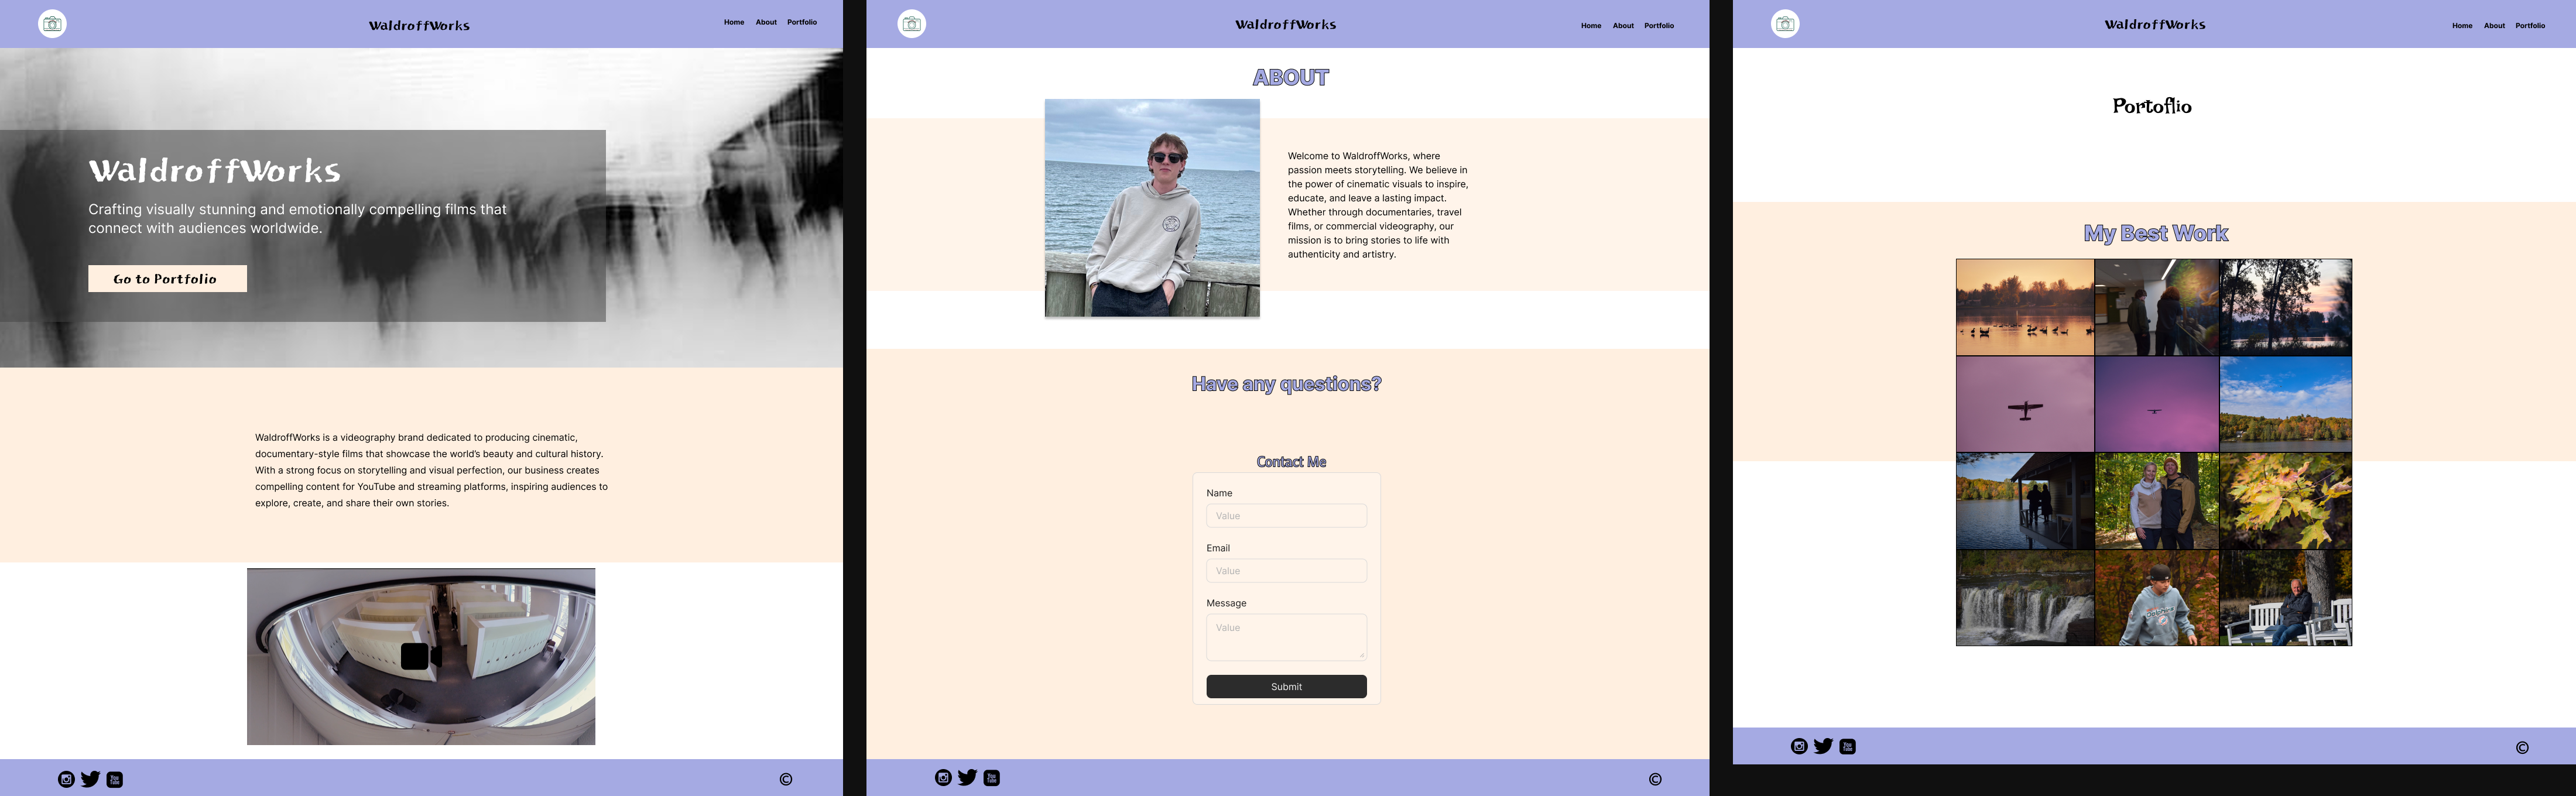 WaldroffWorks
Home About Portfolio
WaldroffWorks
Crafting visually stunning and emotionally compelling films that
connect with audiences worldwide.
Go to Portfolio
WaldroffWorks is a videography brand dedicated to producing cinematic,
documentary-style films that showcase the world's beauty and cultural history.
With a strong focus on storytelling and visual perfection, our business creates
compelling content for YouTube and streaming platforms, inspiring audiences to
explore, create, and share their own stories.
You
Tube
©
WaldroffWorks
Home About Portfolio
ABOUT
Welcome to WaldroffWorks, where
passion meets storytelling. We believe in
the power of cinematic visuals to inspire,
educate, and leave a lasting impact.
Whether through documentaries, travel
films, or commercial videography, our
mission is to bring stories to life with
authenticity and artistry.
Have any questions?
Contact Me
Name
Value
Email
Value
Message
Value
Submit
You
Tube
©
WaldroffWorks
Home About Portfolio
Portoflio
My Best Work
You
Tube
©